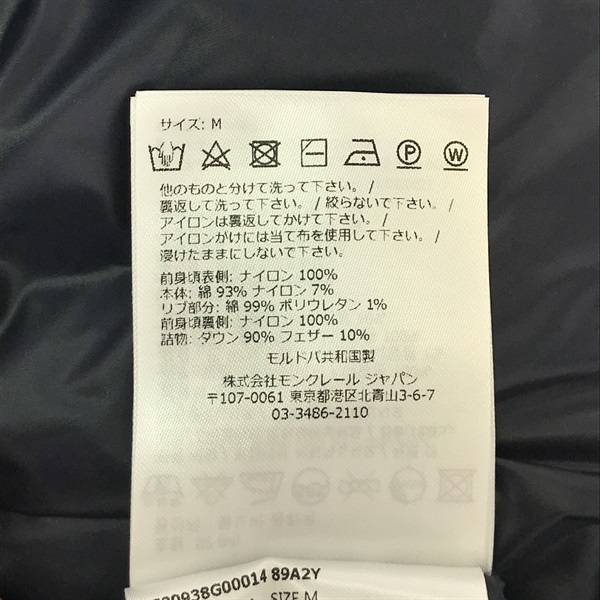 サイズ: M
P W
他のものと分けて洗って下さい。/
裏返して洗って下さい。/ 絞らないで下さい。/
アイロンは裏返してかけて下さい。/
アイロンがけには当て布を使用して下さい。/
浸けたままにしないで下さい。
前身頃表側: ナイロン 100%
本体: 綿 93% ナイロン 7%
リブ部分: 綿 99% ポリウレタン 1%
前身頃裏側: ナイロン 100%
詰物: ダウン 90% フェザー 10%
モルドバ共和国製
株式会社モンクレール ジャパン
〒107-0061 東京都港区北青山3-6-7
03-3486-2110
20938G00014 89A2Y
SIZE M